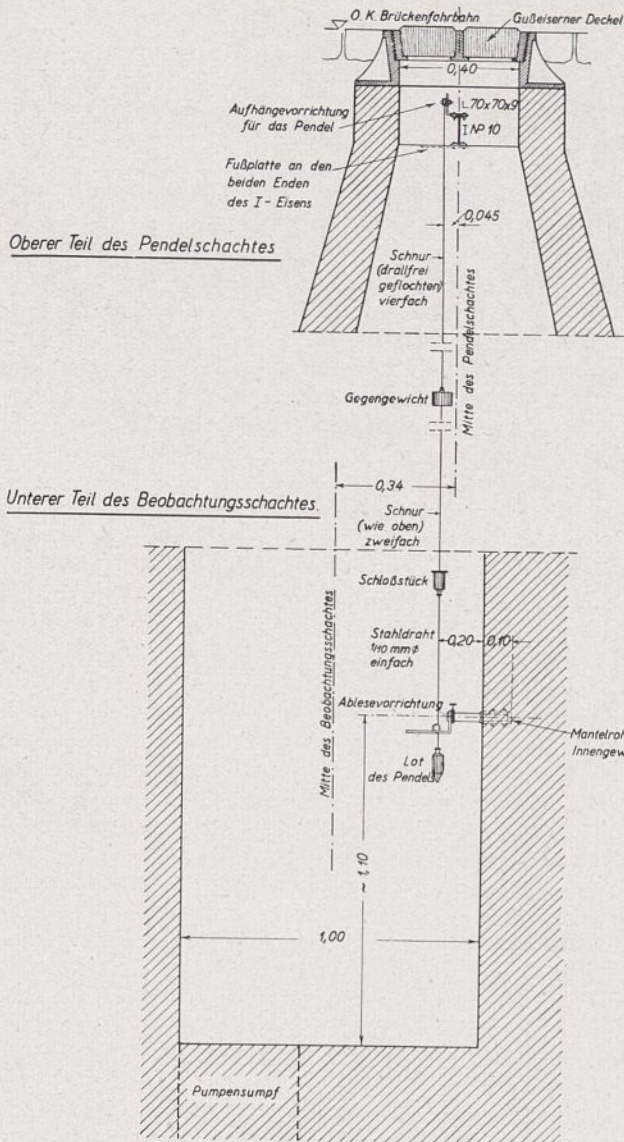 O. K. Brückenfahrbahn
Gußeiserner Deckel
0,40
Aufhängevorrichtung
für das Pendel
L 70x70x9
I NP 10
Fußplatte an den
beiden Enden
des I-Eisens
0,045
Oberer Teil des Pendelschachtes
Schnur
(drallfrei
geflochten)
vierfach
Mitte des Pendelschachtes
Gegengewicht
0,34
Unterer Teil des Beobachtungsschachtes.
Schnur
(wie oben)
zweifach
Schloßstück
Mitte des Beobachtungsschachtes
Stahldraht
1/10 mm ϕ
einfach
0,20
0,10
Ablesevorrichtung
Mantelroh
Innengew
Lot
des Pendels
~ 1,10
1,00
Pumpensumpf